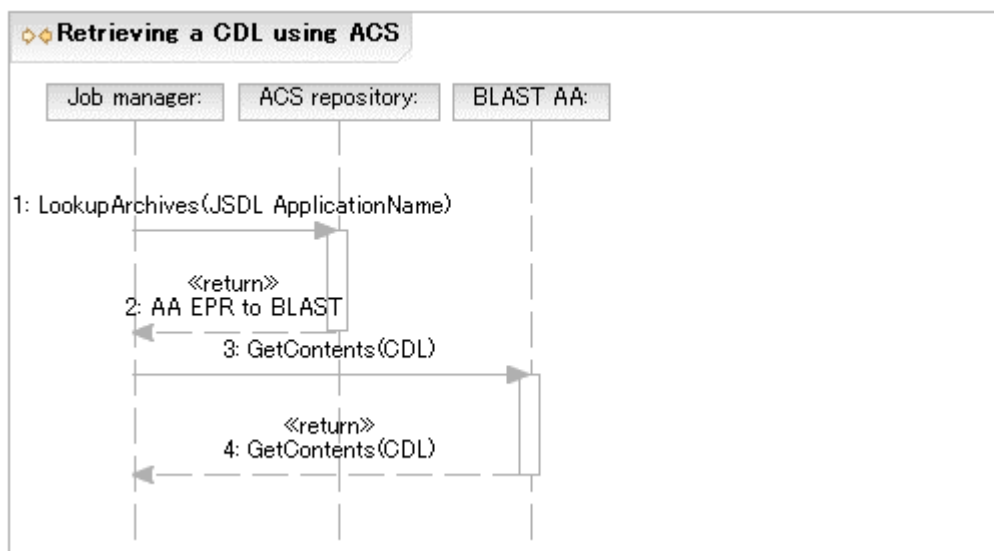 Retrieving a CDL using ACS
Job manager: ACS repository: BLAST AA:
1: LookupArchives(JSDL ApplicationName)
≪return≫
2: AA EPR to BLAST
3: GetContents(CDL)
≪return≫
4: GetContents(CDL)